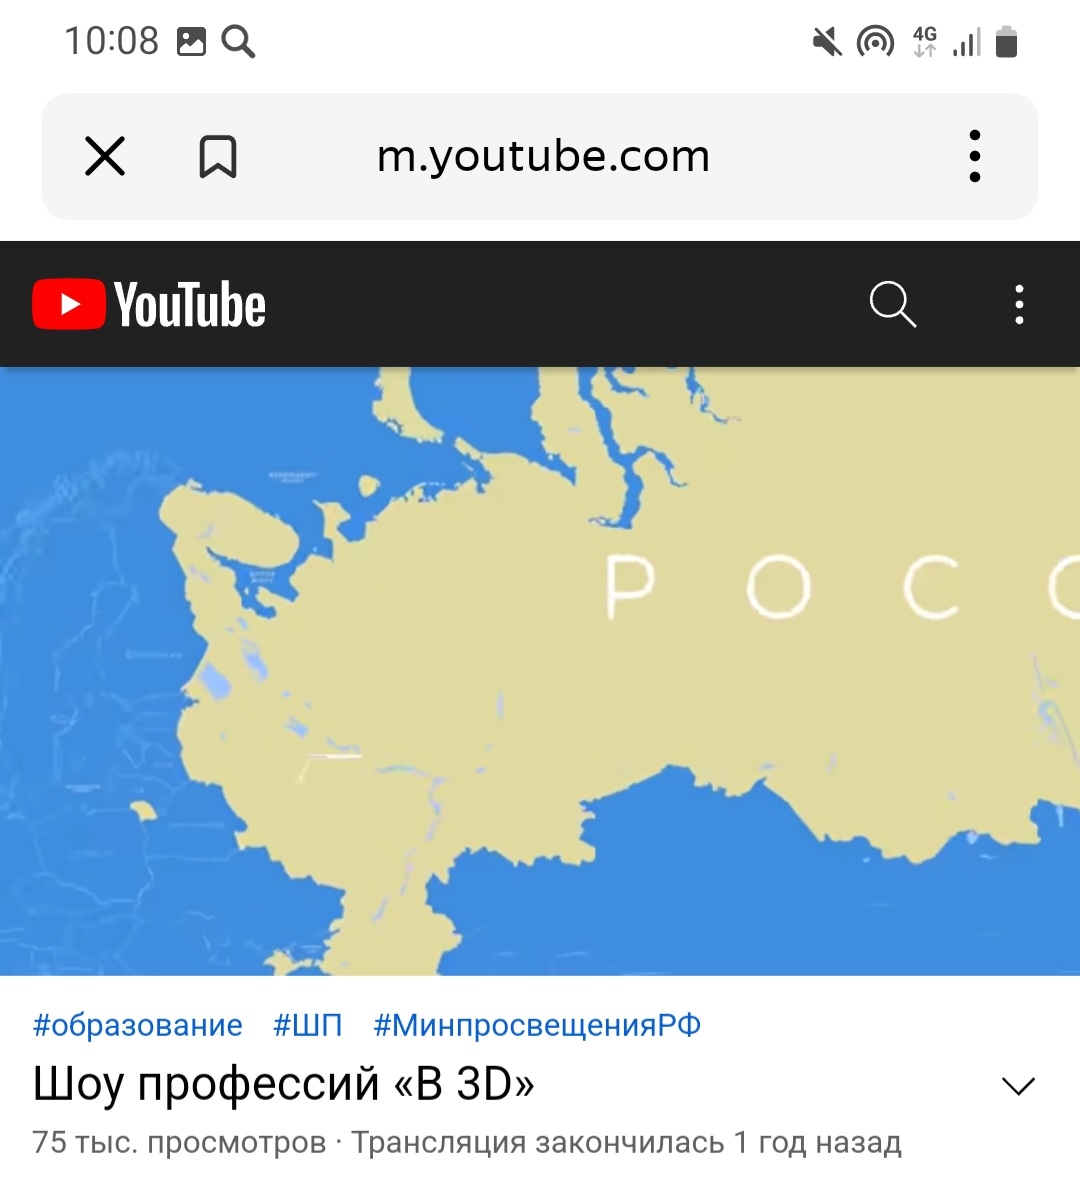 10:08 4G
m.youtube.com
YouTube
Р О С
#образование #ШП #МинпросвещенияРФ
Шоу профессий «В 3D»
75 тыс. просмотров · Трансляция закончилась 1 год назад